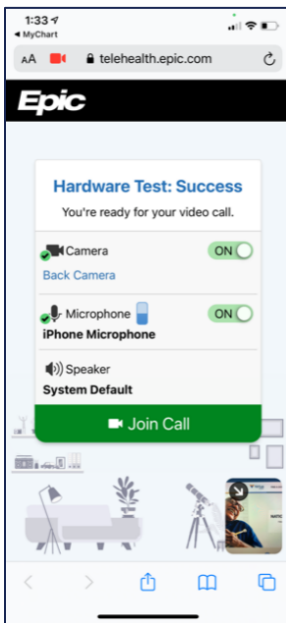 1:33
MyChart
AA telehealth.epic.com
Epic
Hardware Test: Success
You're ready for your video call.
Camera ON
Back Camera
Microphone ON
iPhone Microphone
Speaker
System Default
Join Call